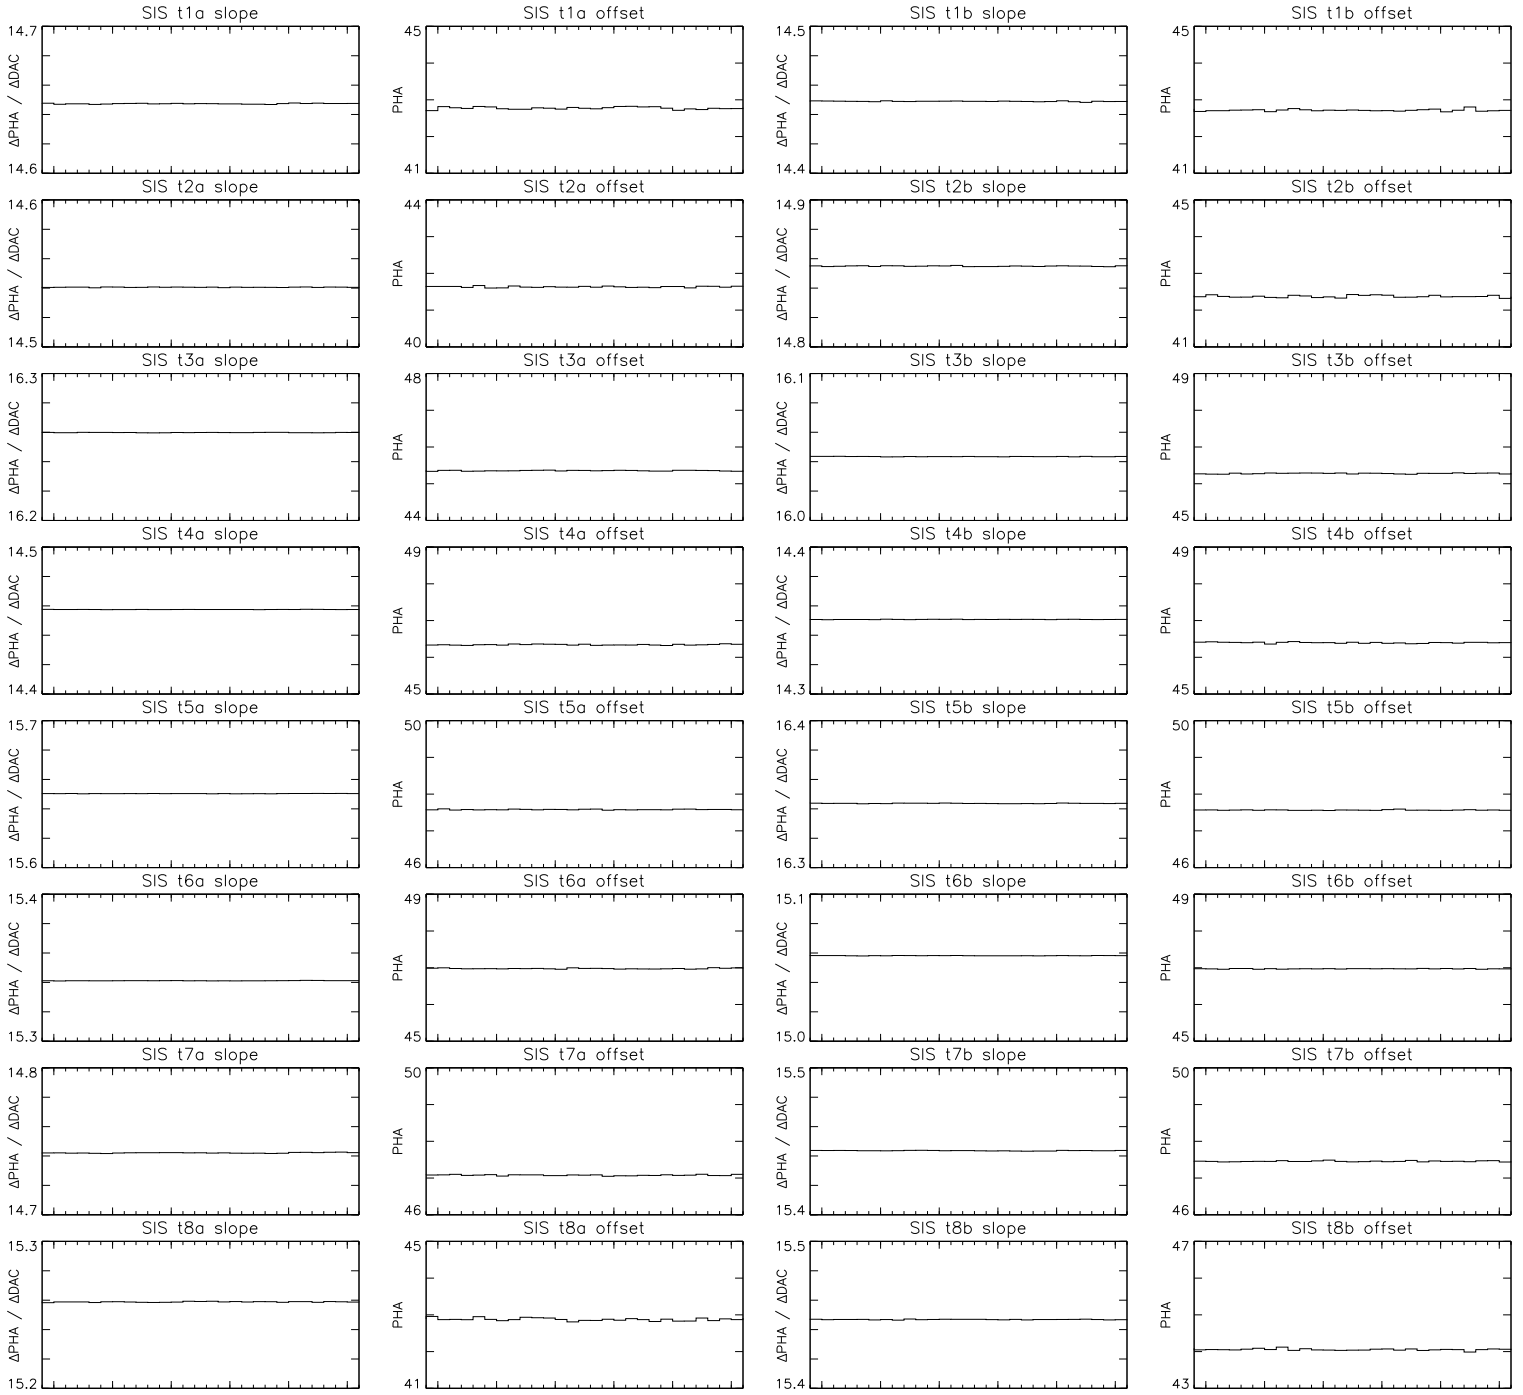 SIS t1a slope
14.7
ΔPHA / ΔDAC
14.6
SIS t1a offset
45
PHA
41
SIS t1b slope
14.5
ΔPHA / ΔDAC
14.4
SIS t1b offset
45
PHA
41
SIS t2a slope
14.6
ΔPHA / ΔDAC
14.5
SIS t2a offset
44
PHA
40
SIS t2b slope
14.9
ΔPHA / ΔDAC
14.8
SIS t2b offset
45
PHA
41
SIS t3a slope
16.3
ΔPHA / ΔDAC
16.2
SIS t3a offset
48
PHA
44
SIS t3b slope
16.1
ΔPHA / ΔDAC
16.0
SIS t3b offset
49
PHA
45
SIS t4a slope
14.5
ΔPHA / ΔDAC
14.4
SIS t4a offset
49
PHA
45
SIS t4b slope
14.4
ΔPHA / ΔDAC
14.3
SIS t4b offset
49
PHA
45
SIS t5a slope
15.7
ΔPHA / ΔDAC
15.6
SIS t5a offset
50
PHA
46
SIS t5b slope
16.4
ΔPHA / ΔDAC
16.3
SIS t5b offset
50
PHA
46
SIS t6a slope
15.4
ΔPHA / ΔDAC
15.3
SIS t6a offset
49
PHA
45
SIS t6b slope
15.1
ΔPHA / ΔDAC
15.0
SIS t6b offset
49
PHA
45
SIS t7a slope
14.8
ΔPHA / ΔDAC
14.7
SIS t7a offset
50
PHA
46
SIS t7b slope
15.5
ΔPHA / ΔDAC
15.4
SIS t7b offset
50
PHA
46
SIS t8a slope
15.3
ΔPHA / ΔDAC
15.2
SIS t8a offset
45
PHA
41
SIS t8b slope
15.5
ΔPHA / ΔDAC
15.4
SIS t8b offset
47
PHA
43